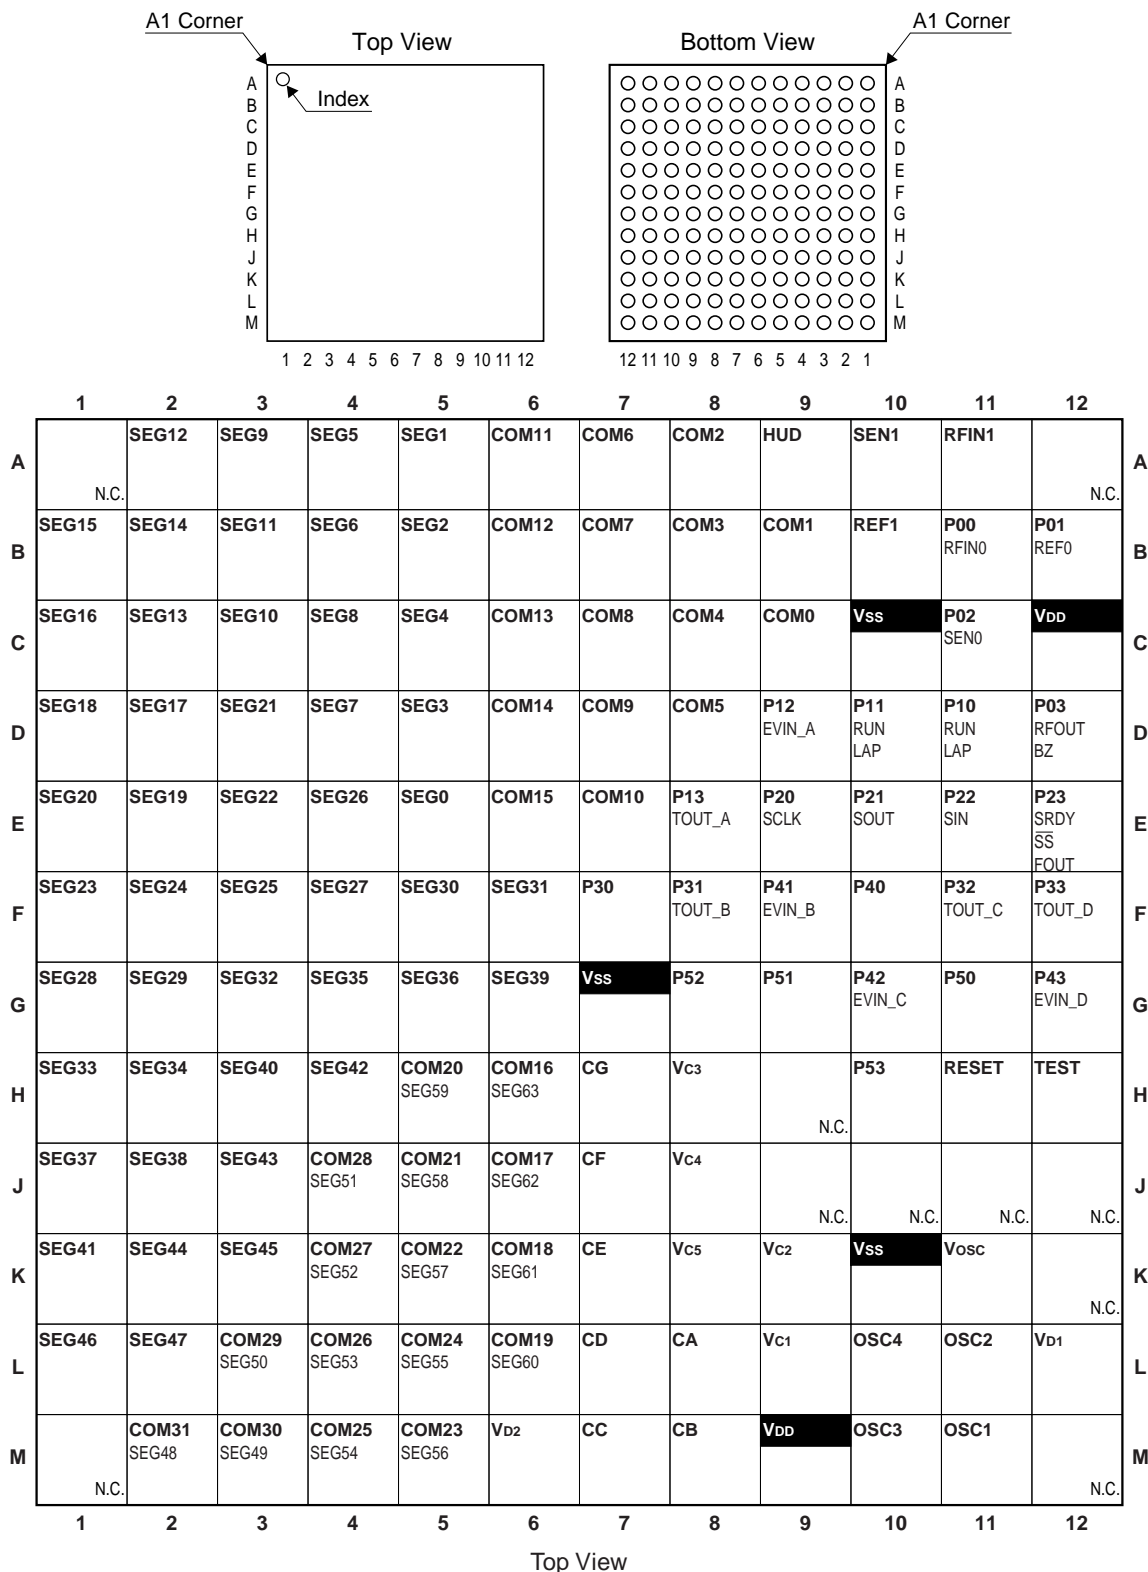 A1 Corner
Top View
Bottom View
A1 Corner
A
Index
B
C
D
E
F
G
H
J
K
L
M
1 2 3 4 5 6 7 8 9 10 11 12
A
B
C
D
E
F
G
H
J
K
L
M
12 11 10 9 8 7 6 5 4 3 2 1
1 2 3 4 5 6 7 8 9 10 11 12
SEG12 SEG9 SEG5 SEG1 COM11 COM6 COM2 HUD SEN1 RFIN1
A A
N.C. N.C.
SEG15 SEG14 SEG11 SEG6 SEG2 COM12 COM7 COM3 COM1 REF1 P00 P01
B RFIN0 REF0 B
SEG16 SEG13 SEG10 SEG8 SEG4 COM13 COM8 COM4 COM0 VSS P02 VDD
C SEN0 C
SEG18 SEG17 SEG21 SEG7 SEG3 COM14 COM9 COM5 P12 P11 P10 P03
D EVIN_A RUN RUN RFOUT D
LAP LAP BZ
SEG20 SEG19 SEG22 SEG26 SEG0 COM15 COM10 P13 P20 P21 P22 P23
E TOUT_A SCLK SOUT SIN SRDY E
S̅S̅
FOUT
SEG23 SEG24 SEG25 SEG27 SEG30 SEG31 P30 P31 P41 P40 P32 P33
F TOUT_B EVIN_B TOUT_C TOUT_D F
SEG28 SEG29 SEG32 SEG35 SEG36 SEG39 VSS P52 P51 P42 P50 P43
G EVIN_C EVIN_D G
SEG33 SEG34 SEG40 SEG42 COM20 COM16 CG VC3 P53 RESET TEST
H SEG59 SEG63 H
N.C.
SEG37 SEG38 SEG43 COM28 COM21 COM17 CF VC4
J SEG51 SEG58 SEG62 J
N.C. N.C. N.C. N.C.
SEG41 SEG44 SEG45 COM27 COM22 COM18 CE VC5 VC2 VSS VOSC
K SEG52 SEG57 SEG61 K
N.C.
SEG46 SEG47 COM29 COM26 COM24 COM19 CD CA VC1 OSC4 OSC2 VD1
L SEG50 SEG53 SEG55 SEG60 L
COM31 COM30 COM25 COM23 VD2 CC CB VDD OSC3 OSC1
M SEG48 SEG49 SEG54 SEG56 M
N.C. N.C.
1 2 3 4 5 6 7 8 9 10 11 12
Top View